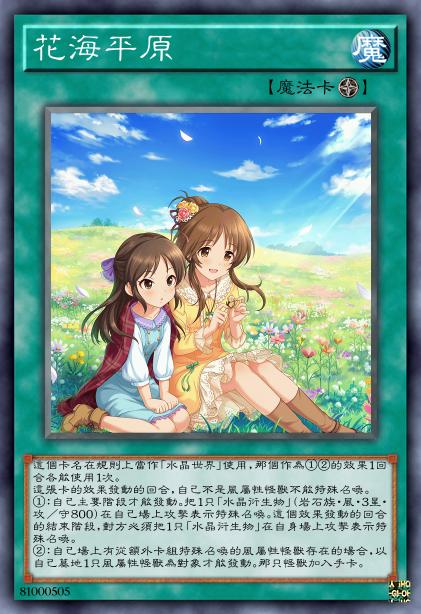 花海平原
魔
【魔法卡】
這個卡名在規則上當作「水晶世界」使用，那個作為①②的效果1回
合各能使用1次。
這張卡的效果發動的回合，自己不是風屬性怪獸不能特殊召喚。
①：自己主要階段才能發動。把1只「水晶衍生物」(岩石族・風・3星・
攻／守800)在自己場上攻擊表示特殊召喚。這個效果發動的回合
的結束階段，對方必須把1只「水晶衍生物」在自身場上攻擊表示特
殊召喚。
②：自己場上有從額外卡組特殊召喚的風屬性怪獸存在的場合，以
自己墓地1只風屬性怪獸為對象才能發動。那只怪獸加入手卡。
81000505